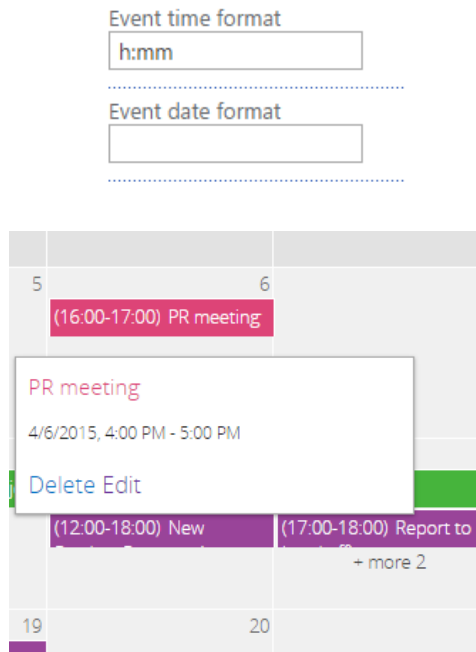 Event time format
h:mm
Event date format
5
6
(16:00-17:00) PR meeting
PR meeting
4/6/2015, 4:00 PM - 5:00 PM
Delete Edit
(12:00-18:00) New
(17:00-18:00) Report to
+ more 2
19
20